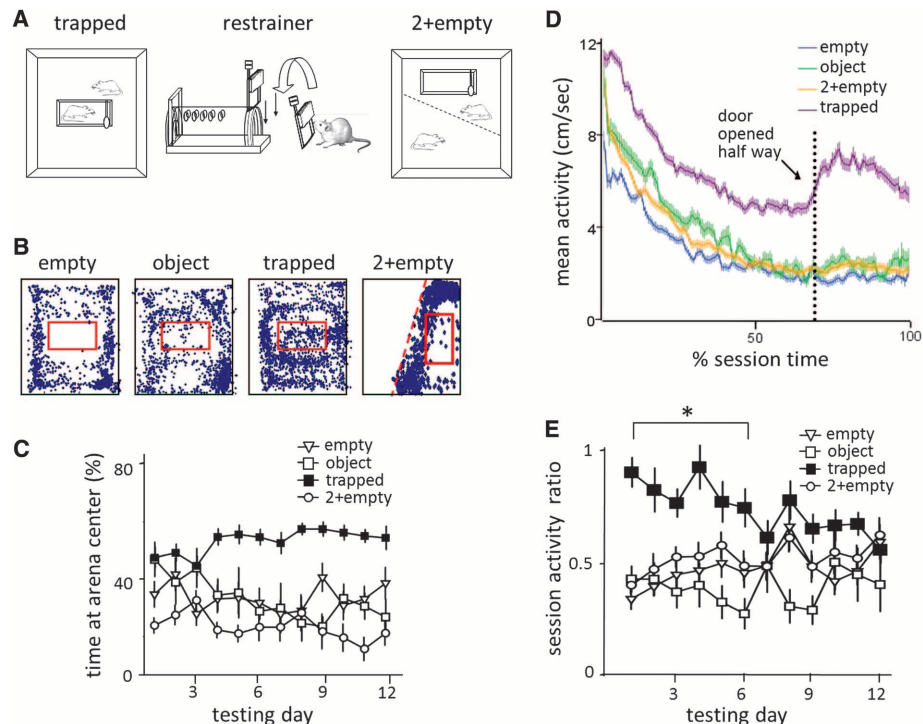 A
trapped
restrainer
2+empty
B
empty
object
trapped
2+empty
C
empty
object
trapped
2+empty
80
40
0
time at arena center (%)
3
6
9
12
testing day
D
empty
object
2+empty
trapped
12
8
4
0
mean activity (cm/sec)
door
opened
half way
50
100
% session time
E
*
empty
object
trapped
2+empty
1
0.5
0
session activity ratio
3
6
9
12
testing day